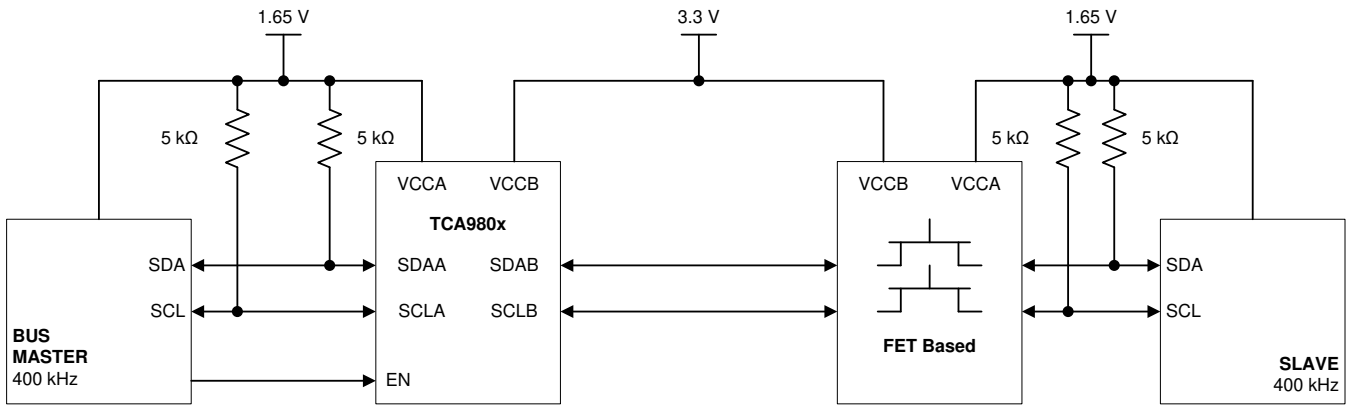 1.65 V
3.3 V
1.65 V
5 kΩ
5 kΩ
5 kΩ
5 kΩ
VCCA
VCCB
VCCB
VCCA
TCA980x
SDA
SDAA
SDAB
SDA
SCL
SCLA
SCLB
SCL
BUS
MASTER
400 kHz
EN
FET Based
SLAVE
400 kHz